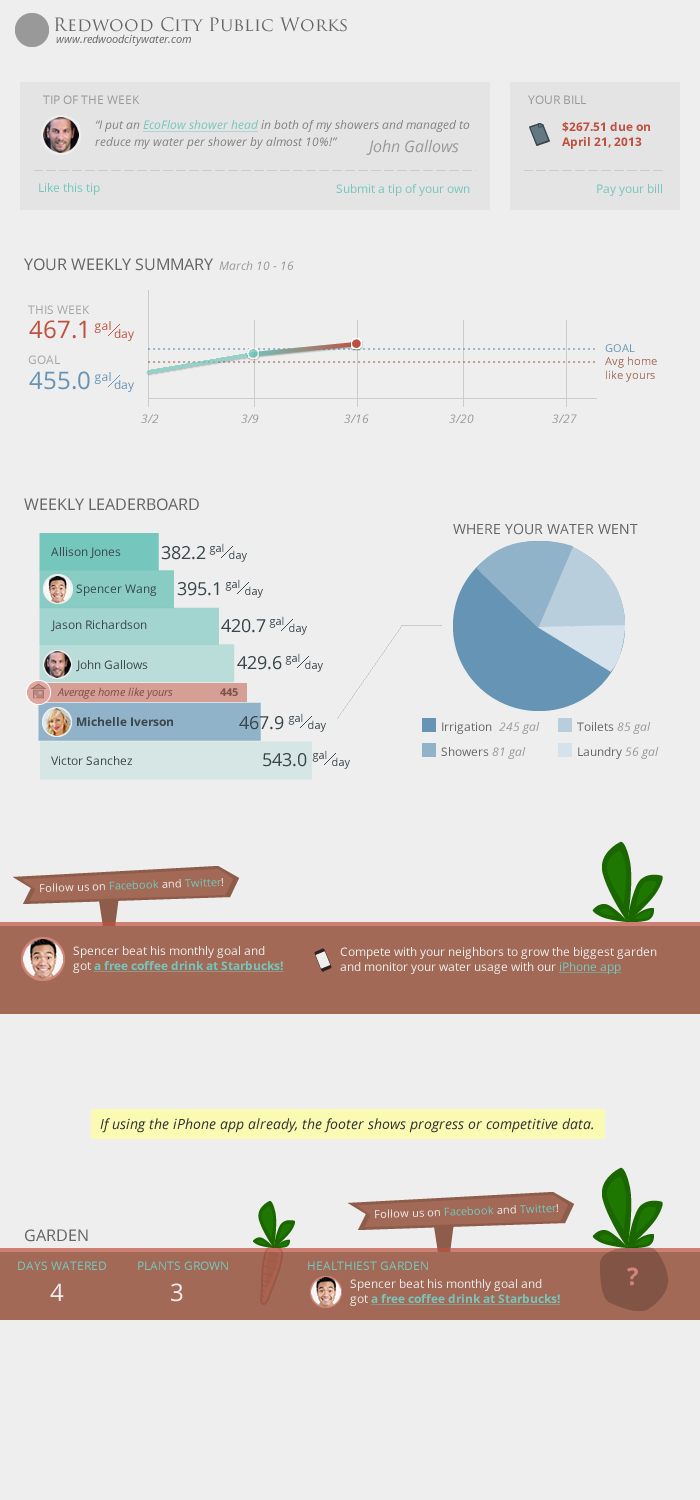 REDWOOD CITY PUBLIC WORKS
www.redwoodcitywater.com
TIP OF THE WEEK
“I put an EcoFlow shower head in both of my showers and managed to
reduce my water per shower by almost 10%!”
John Gallows
Like this tip
Submit a tip of your own
YOUR BILL
$267.51 due on
April 21, 2013
Pay your bill
YOUR WEEKLY SUMMARY March 10 - 16
THIS WEEK
467.1 gal/day
GOAL
455.0 gal/day
GOAL
Avg home
like yours
3/2 3/9 3/16 3/20 3/27
WEEKLY LEADERBOARD
Allison Jones 382.2 gal/day
Spencer Wang 395.1 gal/day
Jason Richardson 420.7 gal/day
John Gallows 429.6 gal/day
Average home like yours 445
Michelle Iverson 467.9 gal/day
Victor Sanchez 543.0 gal/day
WHERE YOUR WATER WENT
Irrigation 245 gal
Toilets 85 gal
Showers 81 gal
Laundry 56 gal
Follow us on Facebook and Twitter!
Spencer beat his monthly goal and
got a free coffee drink at Starbucks!
Compete with your neighbors to grow the biggest garden
and monitor your water usage with our iPhone app
If using the iPhone app already, the footer shows progress or competitive data.
Follow us on Facebook and Twitter!
GARDEN
DAYS WATERED
4
PLANTS GROWN
3
HEALTHIEST GARDEN
Spencer beat his monthly goal and
got a free coffee drink at Starbucks!
?